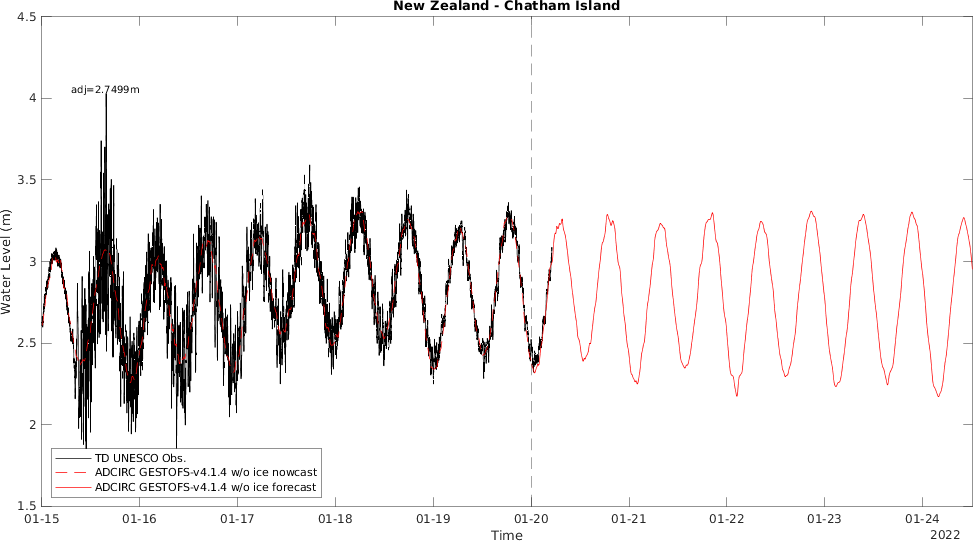 New Zealand - Chatham Island
4.5
4
3.5
3
2.5
2
1.5
Water Level (m)
adj=2.7499m
TD UNESCO Obs.
ADCIRC GESTOFS-v4.1.4 w/o ice nowcast
ADCIRC GESTOFS-v4.1.4 w/o ice forecast
01-15 01-16 01-17 01-18 01-19 01-20 01-21 01-22 01-23 01-24
Time
2022